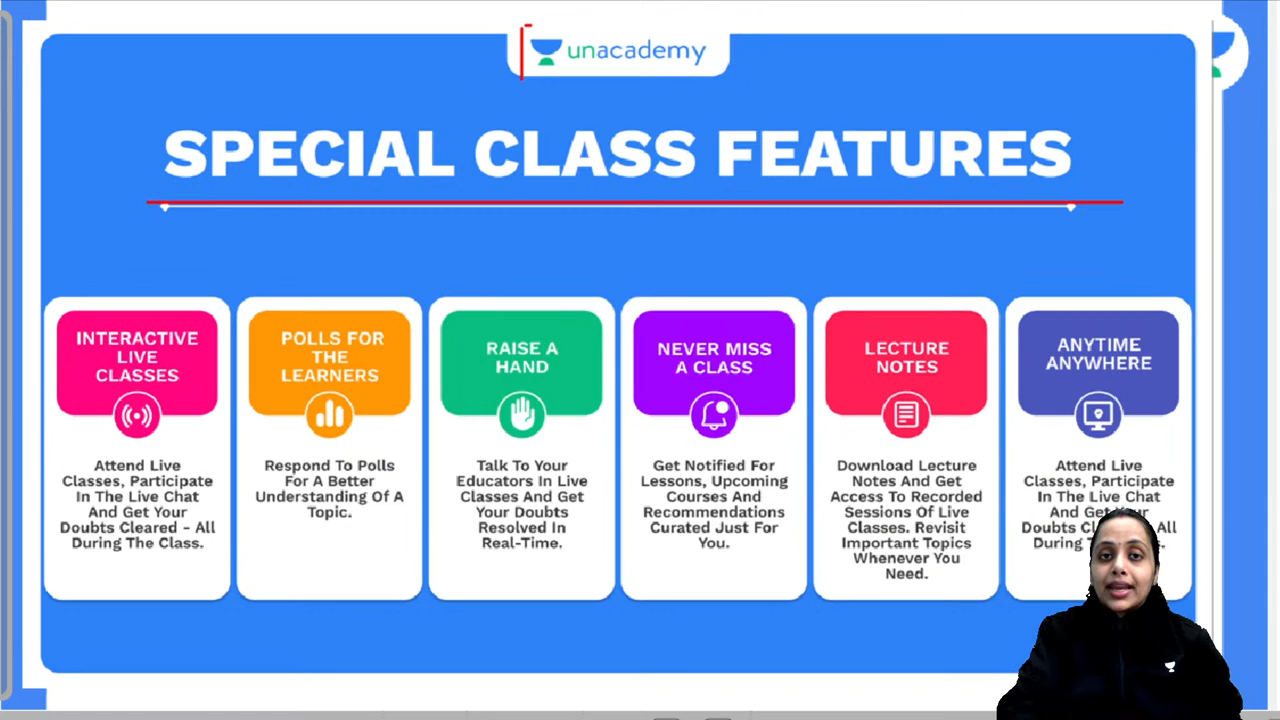 unacademy
SPECIAL CLASS FEATURES
INTERACTIVE
LIVE
CLASSES
Attend Live
Classes, Participate
In The Live Chat
And Get Your
Doubts Cleared - All
During The Class.
POLLS FOR
THE
LEARNERS
Respond To Polls
For A Better
Understanding Of A
Topic.
RAISE A
HAND
Talk To Your
Educators In Live
Classes And Get
Your Doubts
Resolved In
Real-Time.
NEVER MISS
A CLASS
Get Notified For
Lessons, Upcoming
Courses And
Recommendations
Curated Just For
You.
LECTURE
NOTES
Download Lecture
Notes And Get
Access To Recorded
Sessions Of Live
Classes. Revisit
Important Topics
Whenever You
Need.
ANYTIME
ANYWHERE
Attend Live
Classes, Participate
In The Live Chat
And Get Your
Doubts All
During